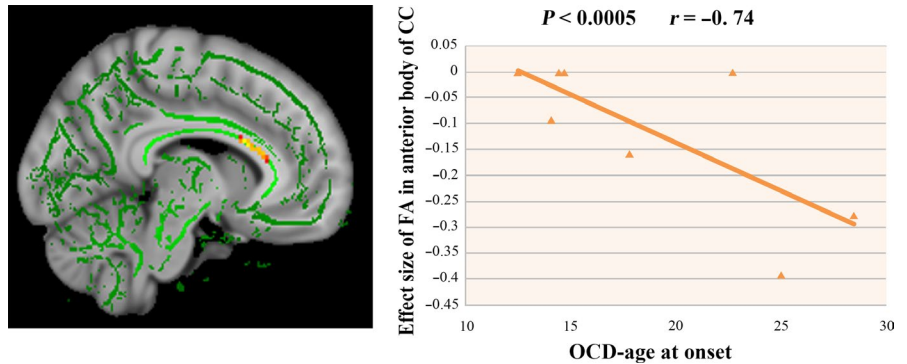 P < 0.0005 r = –0. 74
Effect size of FA in anterior body of CC
0.05
0
–0.05
–0.1
–0.15
–0.2
–0.25
–0.3
–0.35
–0.4
–0.45
10 15 20 25 30
OCD-age at onset